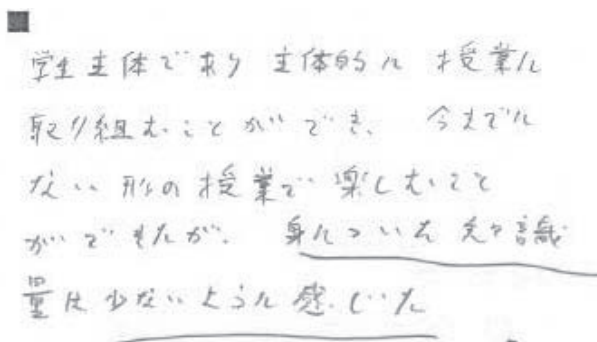 学生主体であり 主体的に 授業に
取り組むことができ、 今までに
ない 形の 授業で 楽しむこと
ができたが、 身についた 知識
量は 少ないように 感じた